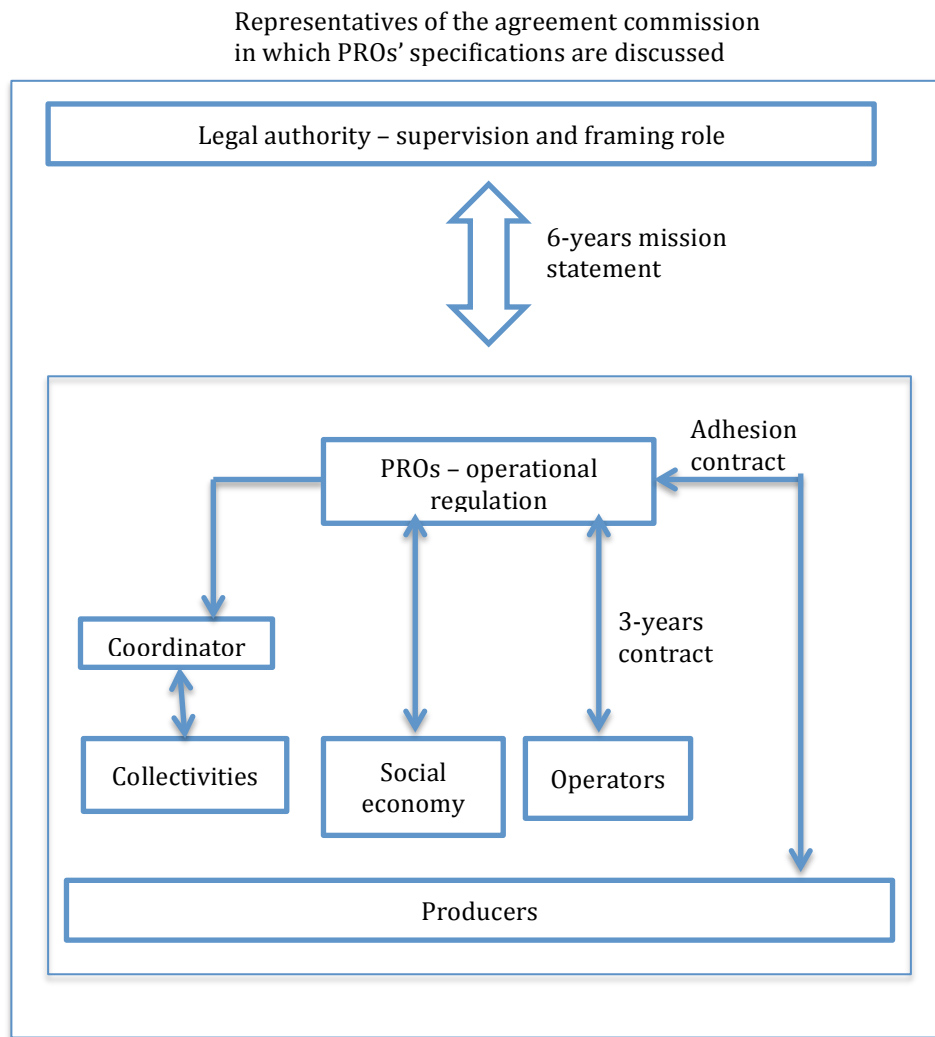 Representatives of the agreement commission
in which PROs’ specifications are discussed
Legal authority – supervision and framing role
6-years mission
statement
Adhesion
contract
PROs – operational
regulation
3-years
contract
Coordinator
Collectivities
Social
economy
Operators
Producers